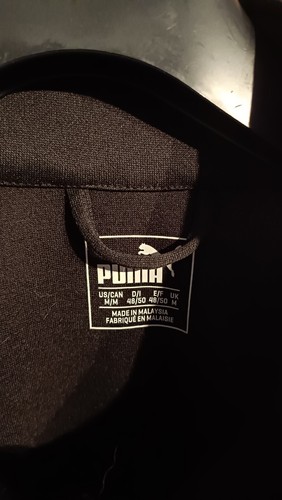 PUMA
US/CAN D/I E/F UK
M/M 48/50 48/50 M
MADE IN MALAYSIA
FABRIQUÉ EN MALAISIE